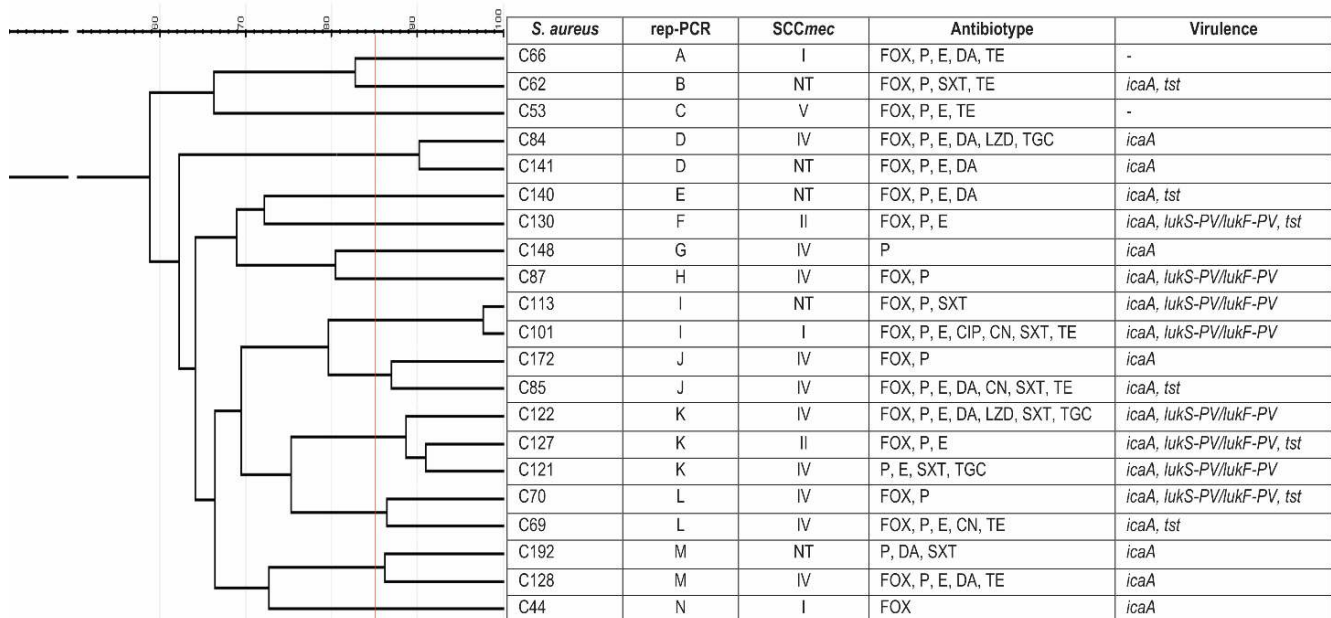 60 70 80 90 100
S. aureus rep-PCR SCCmec Antibiotype Virulence
C66 A I FOX, P, E, DA, TE -
C62 B NT FOX, P, SXT, TE icaA, tst
C53 C V FOX, P, E, TE -
C84 D IV FOX, P, E, DA, LZD, TGC icaA
C141 D NT FOX, P, E, DA icaA
C140 E NT FOX, P, E, DA icaA, tst
C130 F II FOX, P, E icaA, lukS-PV/lukF-PV, tst
C148 G IV P icaA
C87 H IV FOX, P icaA, lukS-PV/lukF-PV
C113 I NT FOX, P, SXT icaA, lukS-PV/lukF-PV
C101 I I FOX, P, E, CIP, CN, SXT, TE icaA, lukS-PV/lukF-PV
C172 J IV FOX, P icaA
C85 J IV FOX, P, E, DA, CN, SXT, TE icaA, tst
C122 K IV FOX, P, E, DA, LZD, SXT, TGC icaA, lukS-PV/lukF-PV
C127 K II FOX, P, E icaA, lukS-PV/lukF-PV, tst
C121 K IV P, E, SXT, TGC icaA, lukS-PV/lukF-PV
C70 L IV FOX, P icaA, lukS-PV/lukF-PV, tst
C69 L IV FOX, P, E, CN, TE icaA, tst
C192 M NT P, DA, SXT icaA
C128 M IV FOX, P, E, DA, TE icaA
C44 N I FOX icaA